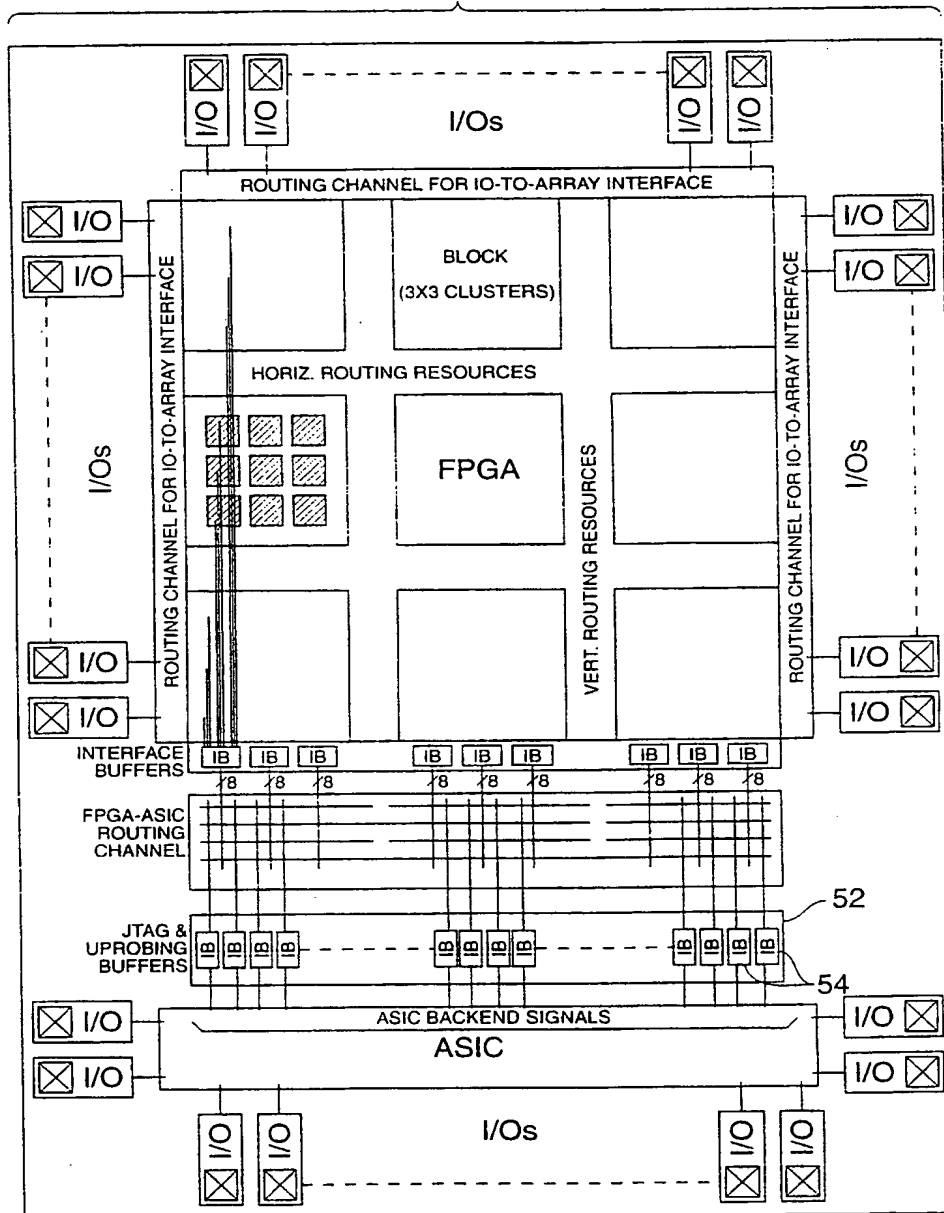 I/O I/O I/O I/O
I/Os
ROUTING CHANNEL FOR IO-TO-ARRAY INTERFACE
I/O
I/O
I/Os
I/O
I/O
ROUTING CHANNEL FOR IO-TO-ARRAY INTERFACE
BLOCK
(3X3 CLUSTERS)
HORIZ. ROUTING RESOURCES
FPGA
VERT. ROUTING RESOURCES
ROUTING CHANNEL FOR IO-TO-ARRAY INTERFACE
I/O
I/O
I/Os
I/O
I/O
INTERFACE
BUFFERS
IB IB IB IB IB IB IB IB IB
8 8 8 8 8 8 8 8 8
FPGA-ASIC
ROUTING
CHANNEL
JTAG &
UPROBING
BUFFERS
IB IB IB IB IB IB IB IB IB IB IB IB
52
54
ASIC BACKEND SIGNALS
ASIC
I/O
I/O
I/O
I/O
I/O I/O I/O I/O
I/Os